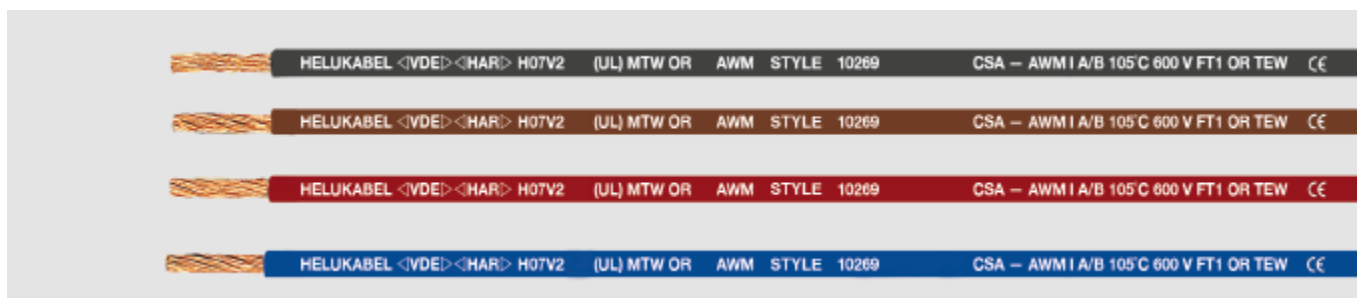 HELUKABEL ◁VDE▷ ◁HAR▷ H07V2 (UL) MTW OR AWM STYLE 10269 CSA – AWM I A/B 105°C 600 V FT1 OR TEW CE
HELUKABEL ◁VDE▷ ◁HAR▷ H07V2 (UL) MTW OR AWM STYLE 10269 CSA – AWM I A/B 105°C 600 V FT1 OR TEW CE
HELUKABEL ◁VDE▷ ◁HAR▷ H07V2 (UL) MTW OR AWM STYLE 10269 CSA – AWM I A/B 105°C 600 V FT1 OR TEW CE
HELUKABEL ◁VDE▷ ◁HAR▷ H07V2 (UL) MTW OR AWM STYLE 10269 CSA – AWM I A/B 105°C 600 V FT1 OR TEW CE